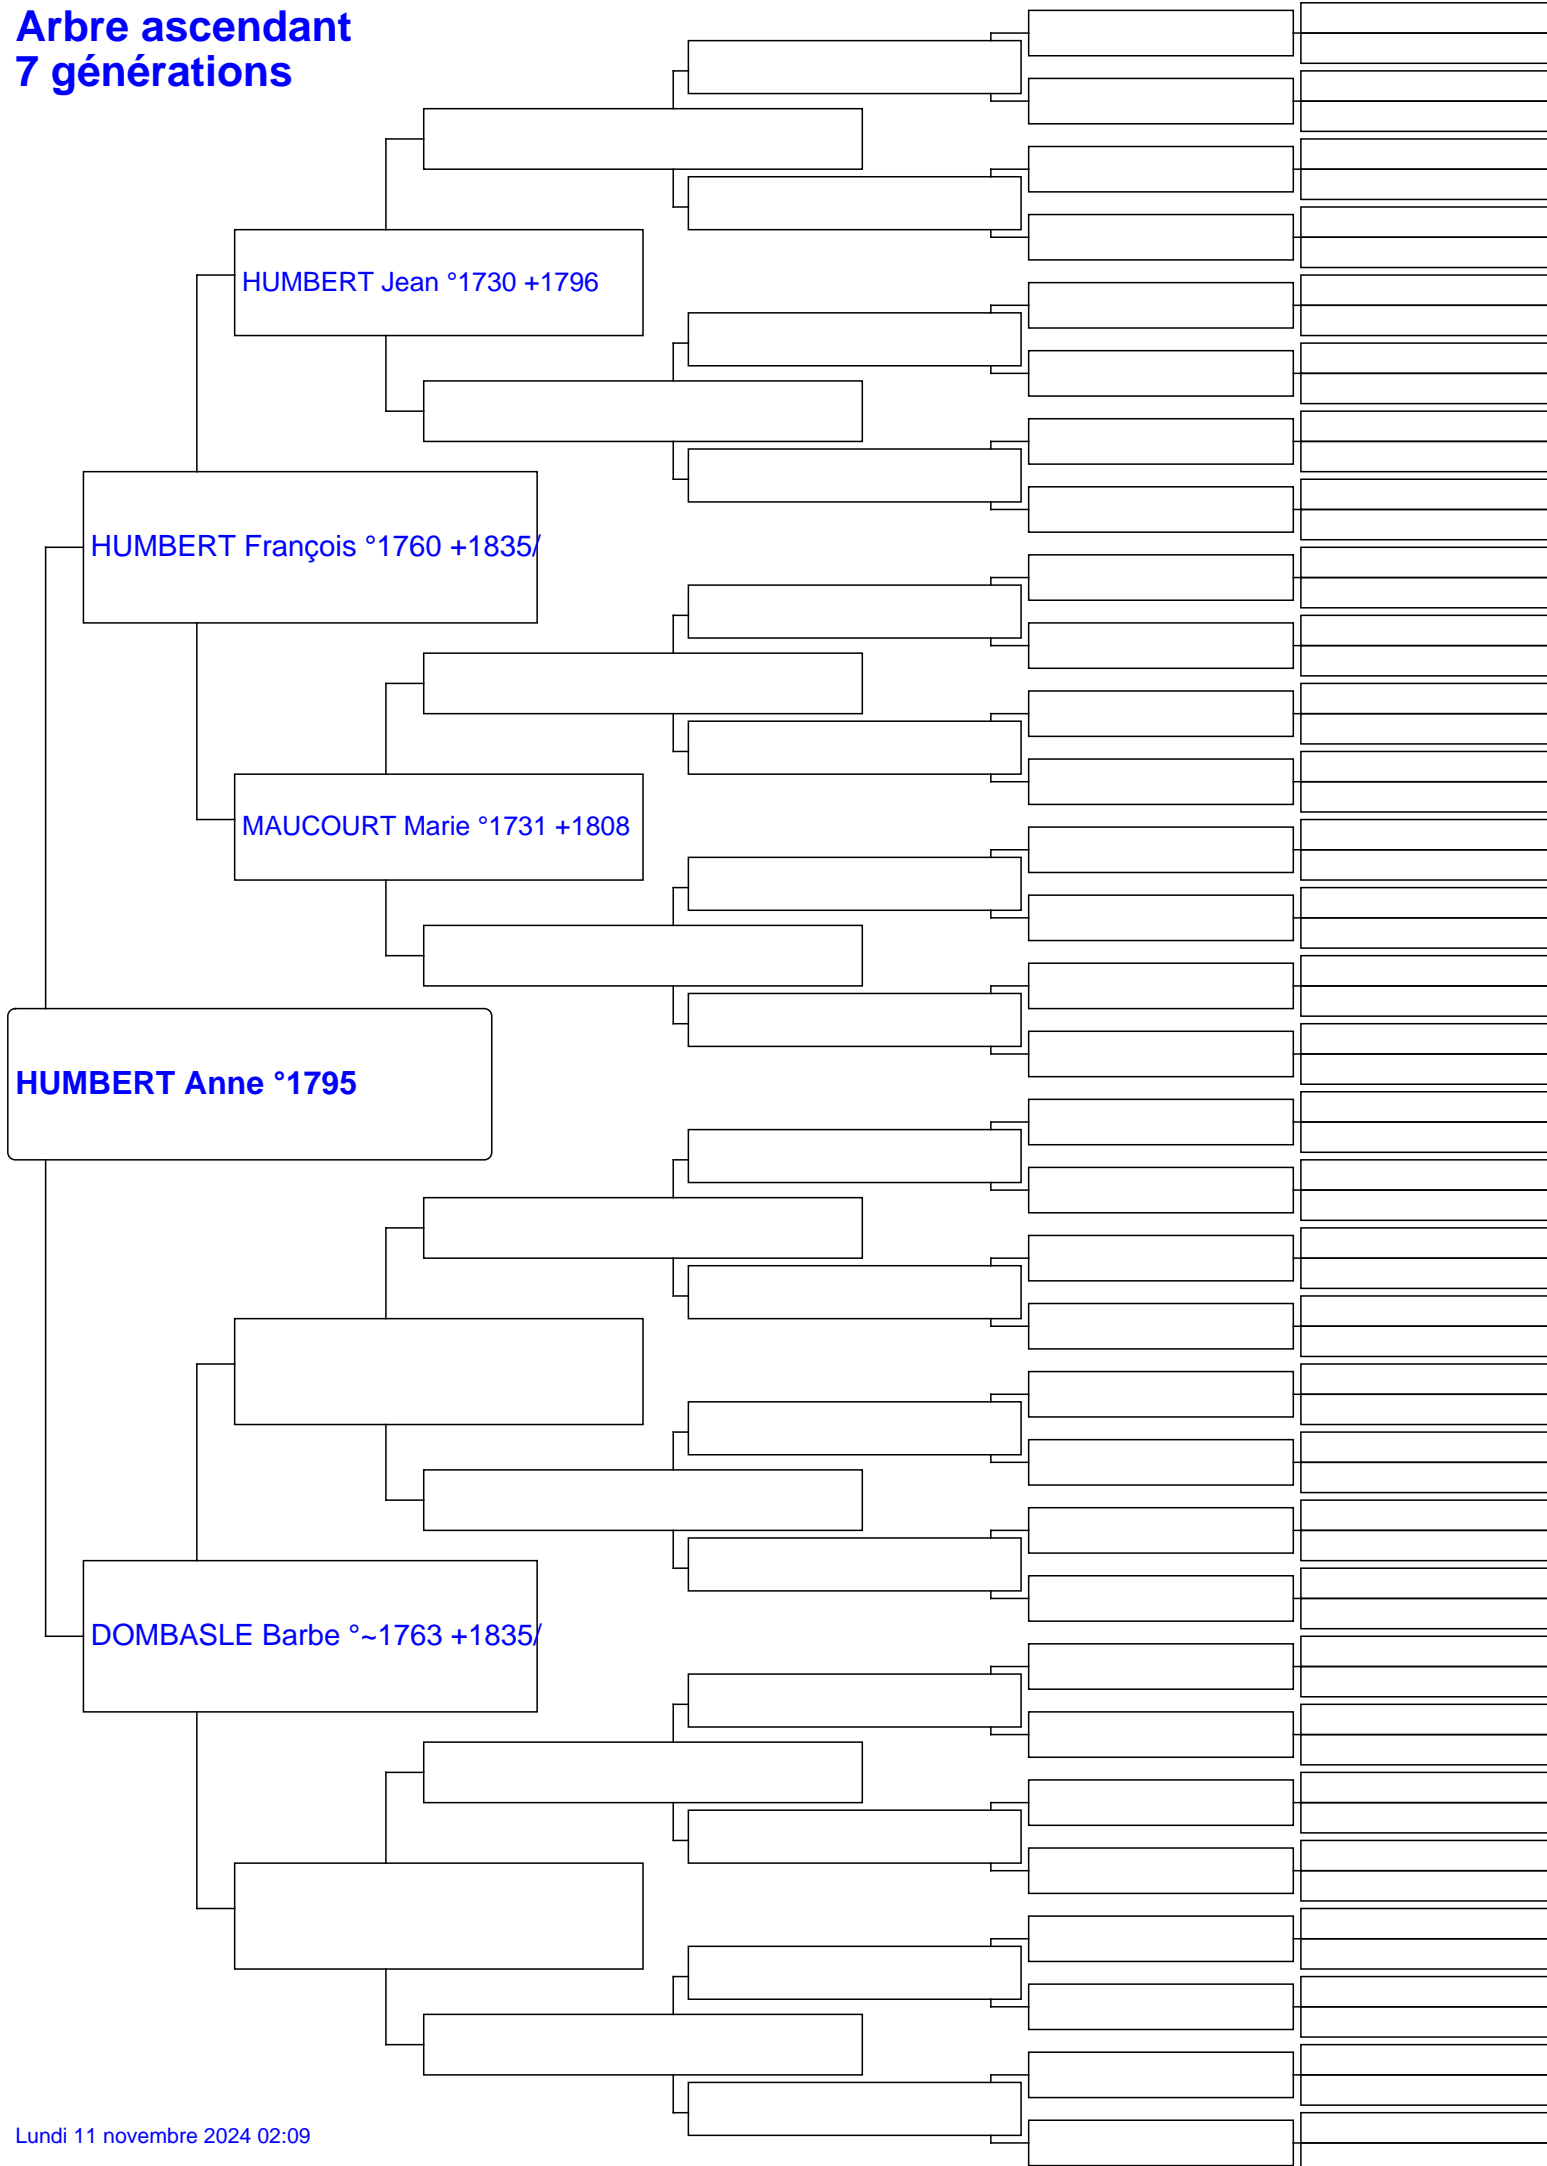 Arbre ascendant
7 générations
HUMBERT Jean °1730 +1796
HUMBERT François °1760 +1835/
MAUCOURT Marie °1731 +1808
HUMBERT Anne °1795
DOMBASLE Barbe °~1763 +1835/
Lundi 11 novembre 2024 02:09